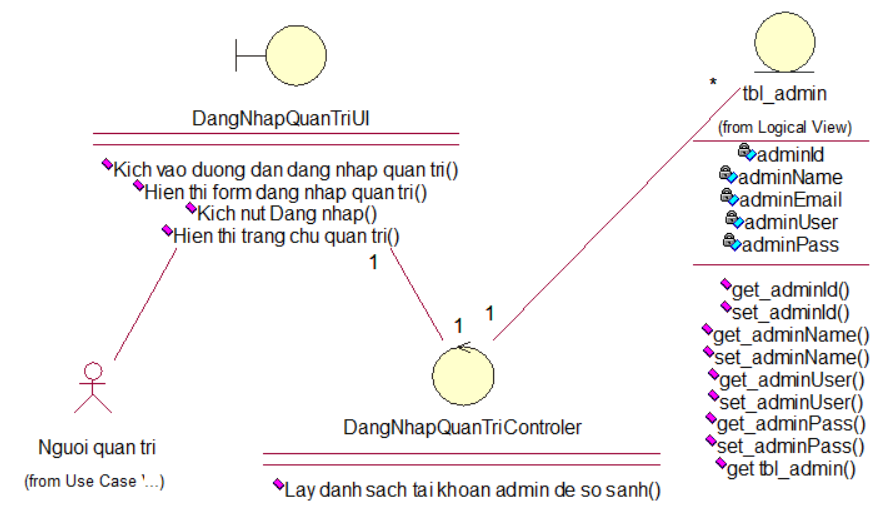 DangNhapQuanTriUI
Kich vao duong dan dang nhap quan tri()
Hien thi form dang nhap quan tri()
Kich nut Dang nhap()
Hien thi trang chu quan tri()
1
1
1
*
tbl_admin
(from Logical View)
adminId
adminName
adminEmail
adminUser
adminPass
get_adminId()
set_adminId()
get_adminName()
set_adminName()
get_adminUser()
set_adminUser()
get_adminPass()
set_adminPass()
get tbl_admin()
Nguoi quan tri
(from Use Case '...)
DangNhapQuanTriControler
Lay danh sach tai khoan admin de so sanh()